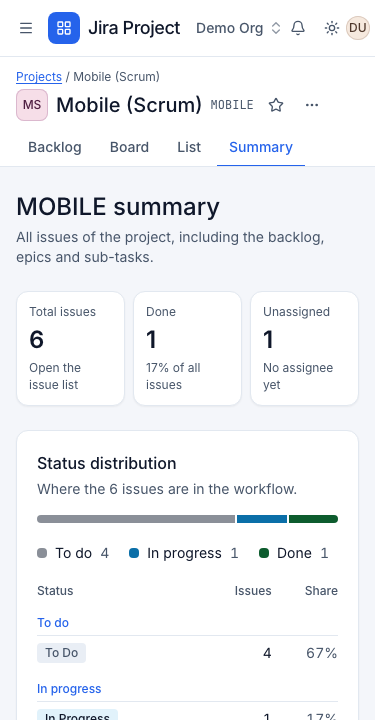 Jira Project
Demo Org
DU
Projects / Mobile (Scrum)
MS
Mobile (Scrum)
MOBILE
Backlog
Board
List
Summary
MOBILE summary
All issues of the project, including the backlog,
epics and sub-tasks.
Total issues
6
Open the
issue list
Done
1
17% of all
issues
Unassigned
1
No assignee
yet
Status distribution
Where the 6 issues are in the workflow.
To do 4
In progress 1
Done 1
Status Issues Share
To do
To Do 4 67%
In progress
In Progress 1 17%